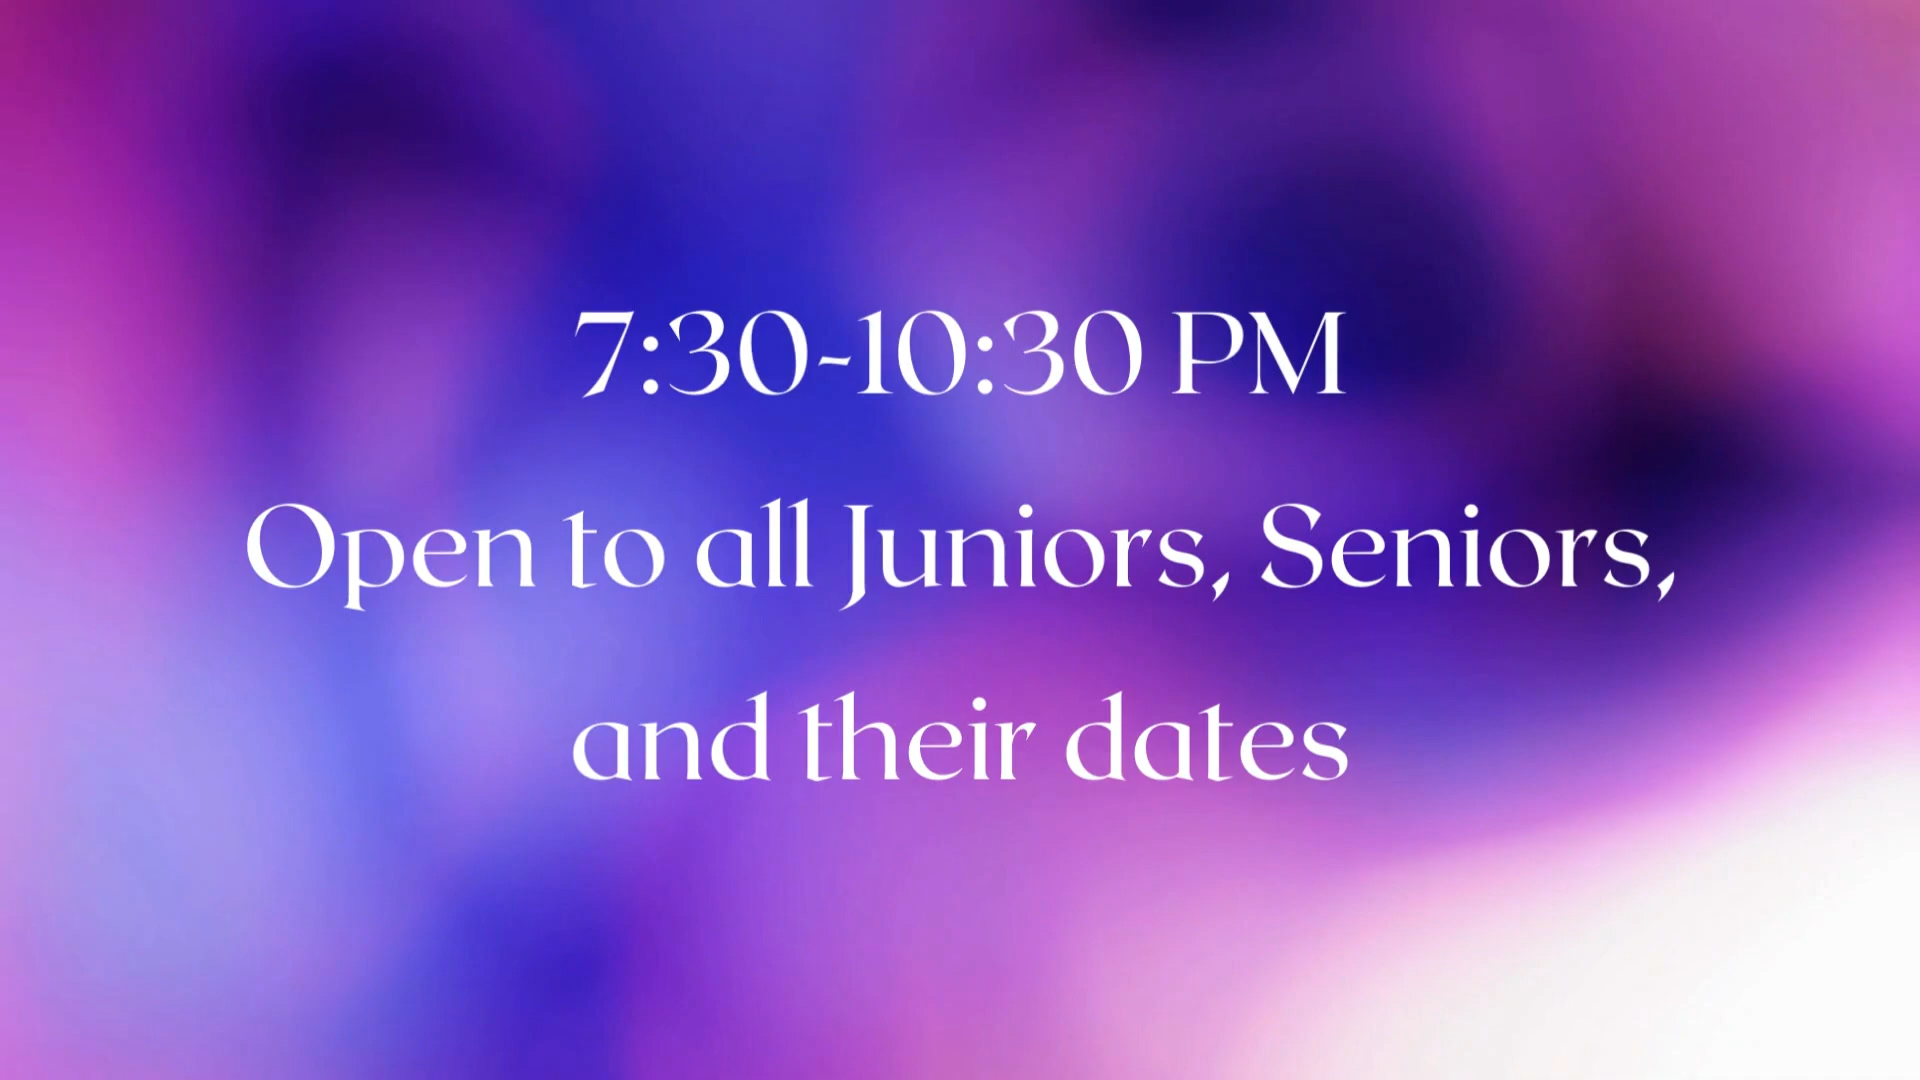 7:30-10:30 PM
Open to all Juniors, Seniors,
and their dates